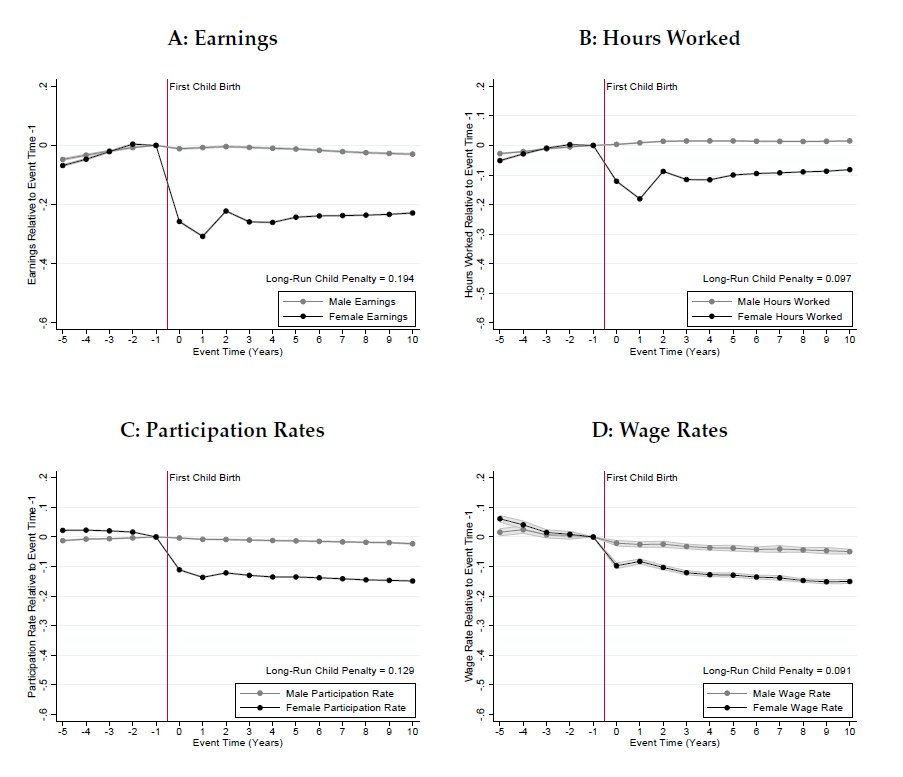 A: Earnings
Earnings Relative to Event Time -1
.2
0
-.2
-.4
-.6
First Child Birth
Long-Run Child Penalty = 0.194
Male Earnings
Female Earnings
-5 -4 -3 -2 -1 0 1 2 3 4 5 6 7 8 9 10
Event Time (Years)
B: Hours Worked
Hours Worked Relative to Event Time -1
.2
.1
0
-.1
-.2
-.3
-.4
-.5
-.6
First Child Birth
Long-Run Child Penalty = 0.097
Male Hours Worked
Female Hours Worked
-5 -4 -3 -2 -1 0 1 2 3 4 5 6 7 8 9 10
Event Time (Years)
C: Participation Rates
Participation Rate Relative to Event Time -1
.2
.1
0
-.1
-.2
-.3
-.4
-.5
-.6
First Child Birth
Long-Run Child Penalty = 0.129
Male Participation Rate
Female Participation Rate
-5 -4 -3 -2 -1 0 1 2 3 4 5 6 7 8 9 10
Event Time (Years)
D: Wage Rates
Wage Rate Relative to Event Time -1
.2
.1
0
-.1
-.2
-.3
-.4
-.5
-.6
First Child Birth
Long-Run Child Penalty = 0.091
Male Wage Rate
Female Wage Rate
-5 -4 -3 -2 -1 0 1 2 3 4 5 6 7 8 9 10
Event Time (Years)